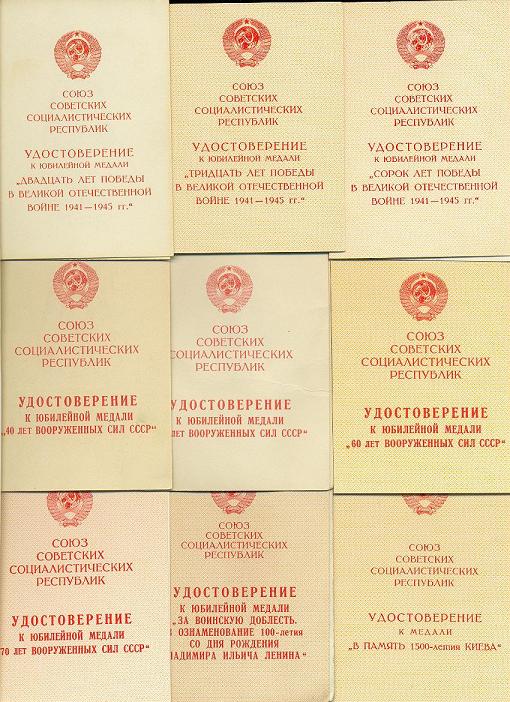 СОЮЗ
СОВЕТСКИХ
СОЦИАЛИСТИЧЕСКИХ
РЕСПУБЛИК
УДОСТОВЕРЕНИЕ
К ЮБИЛЕЙНОЙ МЕДАЛИ
„ДВАДЦАТЬ ЛЕТ ПОБЕДЫ
В ВЕЛИКОЙ ОТЕЧЕСТВЕННОЙ
ВОЙНЕ 1941—1945 гг.“
СОЮЗ
СОВЕТСКИХ
СОЦИАЛИСТИЧЕСКИХ
РЕСПУБЛИК
УДОСТОВЕРЕНИЕ
К ЮБИЛЕЙНОЙ МЕДАЛИ
„ТРИДЦАТЬ ЛЕТ ПОБЕДЫ
В ВЕЛИКОЙ ОТЕЧЕСТВЕННОЙ
ВОЙНЕ 1941—1945 гг.“
СОЮЗ
СОВЕТСКИХ
СОЦИАЛИСТИЧЕСКИХ
РЕСПУБЛИК
УДОСТОВЕРЕНИЕ
К ЮБИЛЕЙНОЙ МЕДАЛИ
„СОРОК ЛЕТ ПОБЕДЫ
В ВЕЛИКОЙ ОТЕЧЕСТВЕННОЙ
ВОЙНЕ 1941—1945 гг.“
СОЮЗ
СОВЕТСКИХ
СОЦИАЛИСТИЧЕСКИХ
РЕСПУБЛИК
УДОСТОВЕРЕНИЕ
К ЮБИЛЕЙНОЙ МЕДАЛИ
„40 ЛЕТ ВООРУЖЕННЫХ СИЛ СССР“
СОЮЗ
СОВЕТСКИХ
СОЦИАЛИСТИЧЕСКИХ
РЕСПУБЛИК
УДОСТОВЕРЕНИЕ
К ЮБИЛЕЙНОЙ МЕДАЛИ
ЛЕТ ВООРУЖЕННЫХ СИЛ СССР“
СОЮЗ
СОВЕТСКИХ
СОЦИАЛИСТИЧЕСКИХ
РЕСПУБЛИК
УДОСТОВЕРЕНИЕ
К ЮБИЛЕЙНОЙ МЕДАЛИ
„60 ЛЕТ ВООРУЖЕННЫХ СИЛ СССР“
СОЮЗ
СОВЕТСКИХ
СОЦИАЛИСТИЧЕСКИХ
РЕСПУБЛИК
УДОСТОВЕРЕНИЕ
К ЮБИЛЕЙНОЙ МЕДАЛИ
70 ЛЕТ ВООРУЖЕННЫХ СИЛ СССР“
СОЮЗ
СОВЕТСКИХ
СОЦИАЛИСТИЧЕСКИХ
РЕСПУБЛИК
УДОСТОВЕРЕНИЕ
К ЮБИЛЕЙНОЙ МЕДАЛИ
„ЗА ВОИНСКУЮ ДОБЛЕСТЬ.
В ОЗНАМЕНОВАНИЕ 100-летия
СО ДНЯ РОЖДЕНИЯ
ЛАДИМИРА ИЛЬИЧА ЛЕНИНА“
СОЮЗ
СОВЕТСКИХ
СОЦИАЛИСТИЧЕСКИХ
РЕСПУБЛИК
УДОСТОВЕРЕНИЕ
К МЕДАЛИ
„В ПАМЯТЬ 1500-летия КИЕВА“